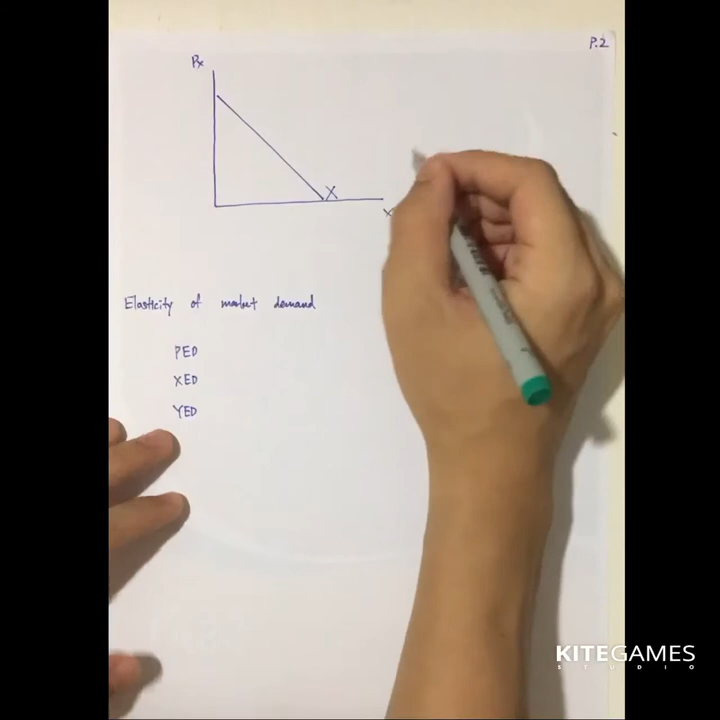 P.2
Px
X
X
Elasticity of market demand
PED
XED
YED
KITEGAMES
STUDIO